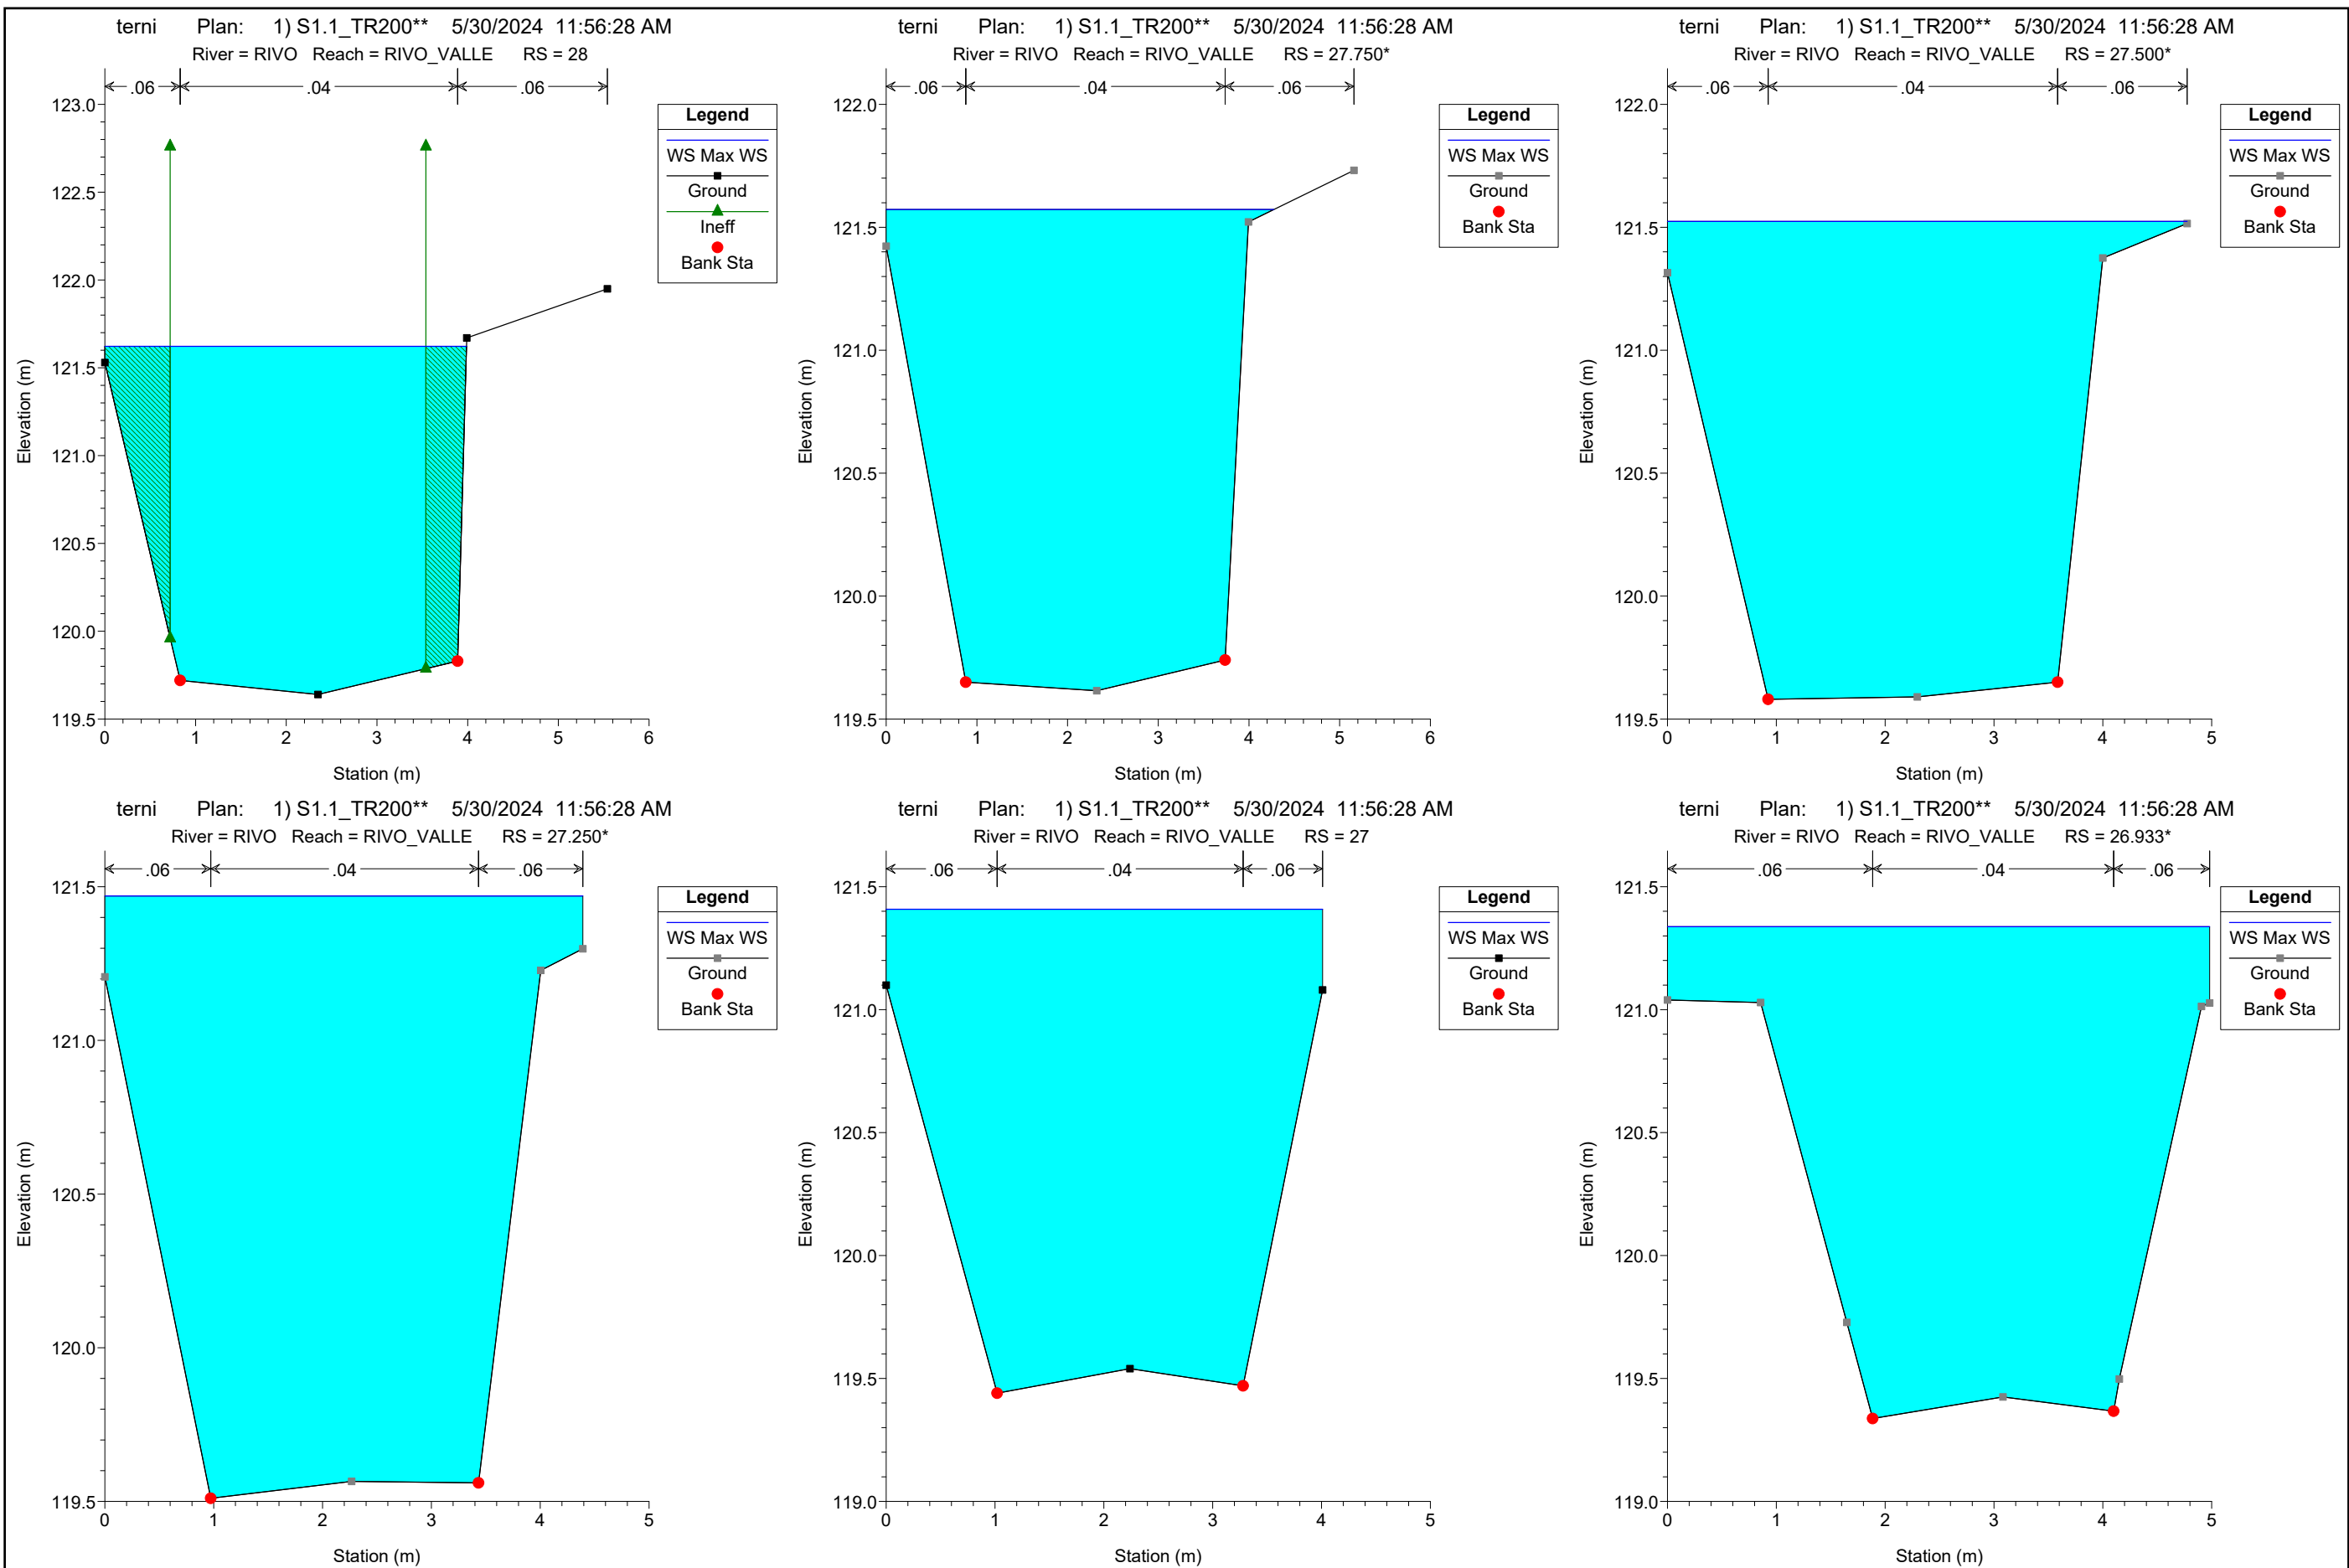 terni Plan: 1) S1.1_TR200** 5/30/2024 11:56:28 AM
River = RIVO Reach = RIVO_VALLE RS = 28
.06 .04 .06
123.0
122.5
122.0
121.5
121.0
120.5
120.0
119.5
0 1 2 3 4 5 6
Elevation (m)
Station (m)
Legend
WS Max WS
Ground
Ineff
Bank Sta
terni Plan: 1) S1.1_TR200** 5/30/2024 11:56:28 AM
River = RIVO Reach = RIVO_VALLE RS = 27.750*
.06 .04 .06
122.0
121.5
121.0
120.5
120.0
119.5
0 1 2 3 4 5 6
Elevation (m)
Station (m)
Legend
WS Max WS
Ground
Bank Sta
terni Plan: 1) S1.1_TR200** 5/30/2024 11:56:28 AM
River = RIVO Reach = RIVO_VALLE RS = 27.500*
.06 .04 .06
122.0
121.5
121.0
120.5
120.0
119.5
0 1 2 3 4 5
Elevation (m)
Station (m)
Legend
WS Max WS
Ground
Bank Sta
terni Plan: 1) S1.1_TR200** 5/30/2024 11:56:28 AM
River = RIVO Reach = RIVO_VALLE RS = 27.250*
.06 .04 .06
121.5
121.0
120.5
120.0
119.5
0 1 2 3 4 5
Elevation (m)
Station (m)
Legend
WS Max WS
Ground
Bank Sta
terni Plan: 1) S1.1_TR200** 5/30/2024 11:56:28 AM
River = RIVO Reach = RIVO_VALLE RS = 27
.06 .04 .06
121.5
121.0
120.5
120.0
119.5
119.0
0 1 2 3 4 5
Elevation (m)
Station (m)
Legend
WS Max WS
Ground
Bank Sta
terni Plan: 1) S1.1_TR200** 5/30/2024 11:56:28 AM
River = RIVO Reach = RIVO_VALLE RS = 26.933*
.06 .04 .06
121.5
121.0
120.5
120.0
119.5
119.0
0 1 2 3 4 5
Elevation (m)
Station (m)
Legend
WS Max WS
Ground
Bank Sta